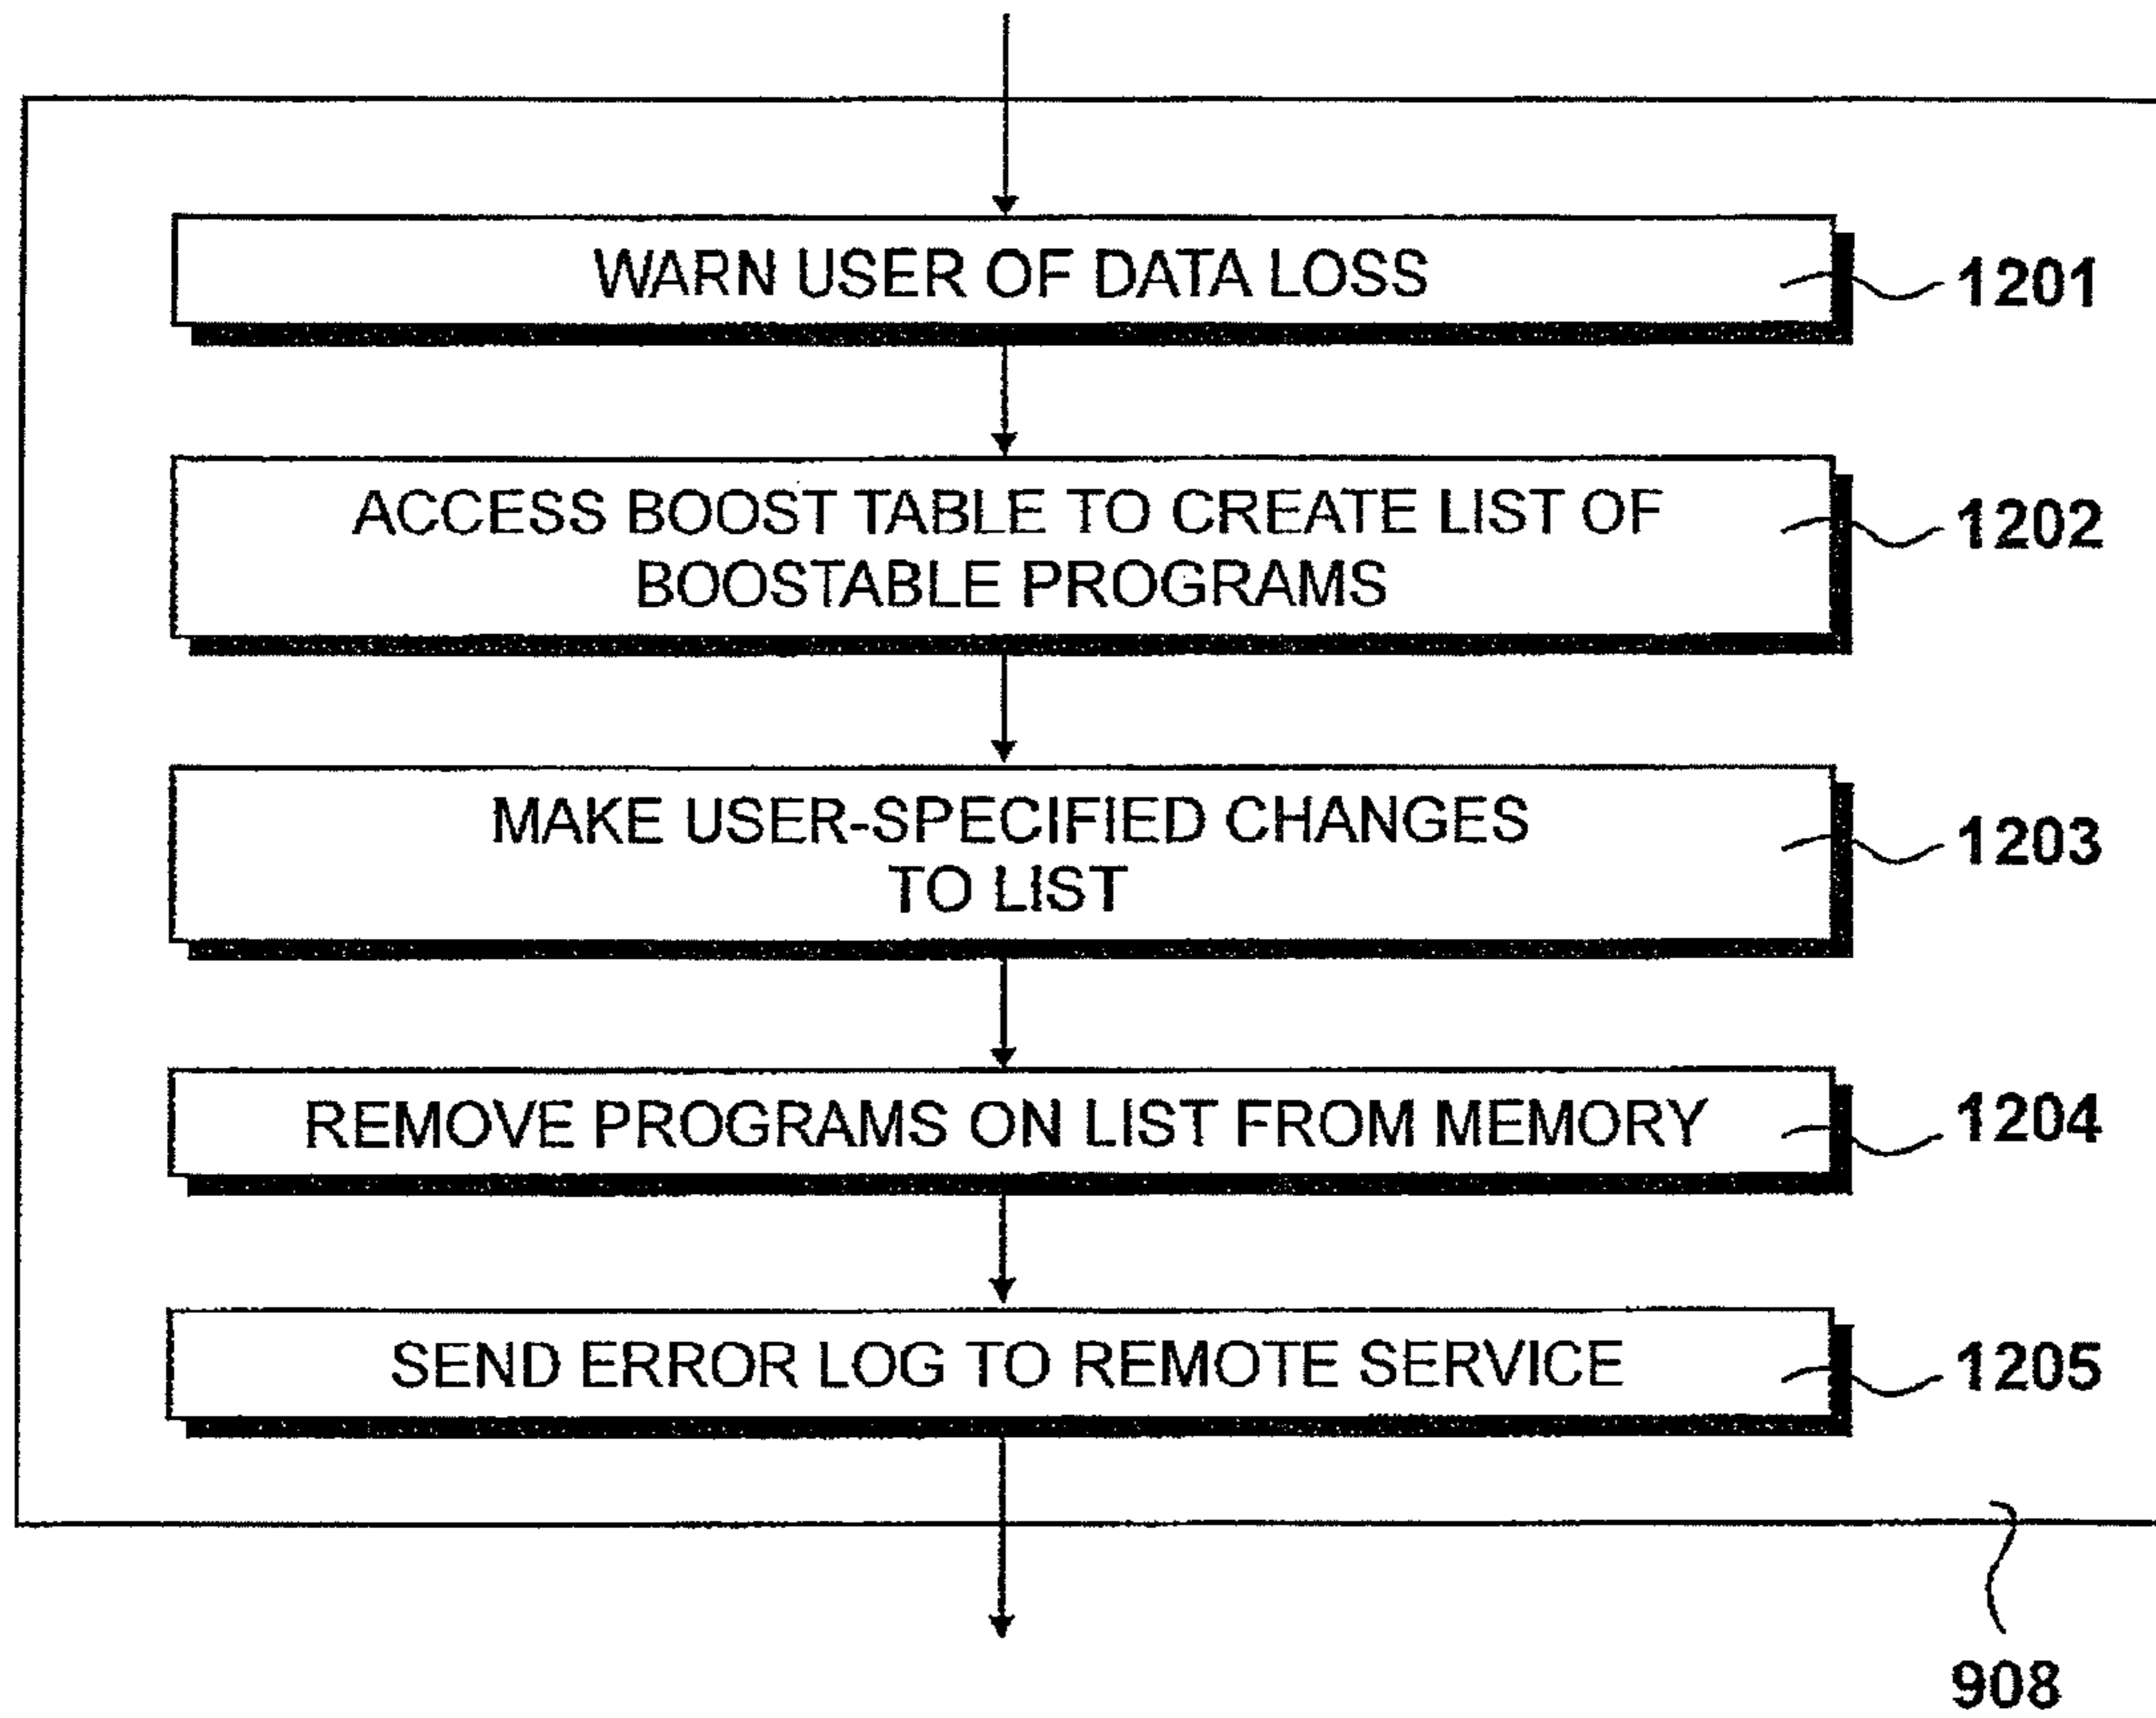 WARN USER OF DATA LOSS
1201
ACCESS BOOST TABLE TO CREATE LIST OF
BOOSTABLE PROGRAMS
1202
MAKE USER-SPECIFIED CHANGES
TO LIST
1203
REMOVE PROGRAMS ON LIST FROM MEMORY
1204
SEND ERROR LOG TO REMOTE SERVICE
1205
908